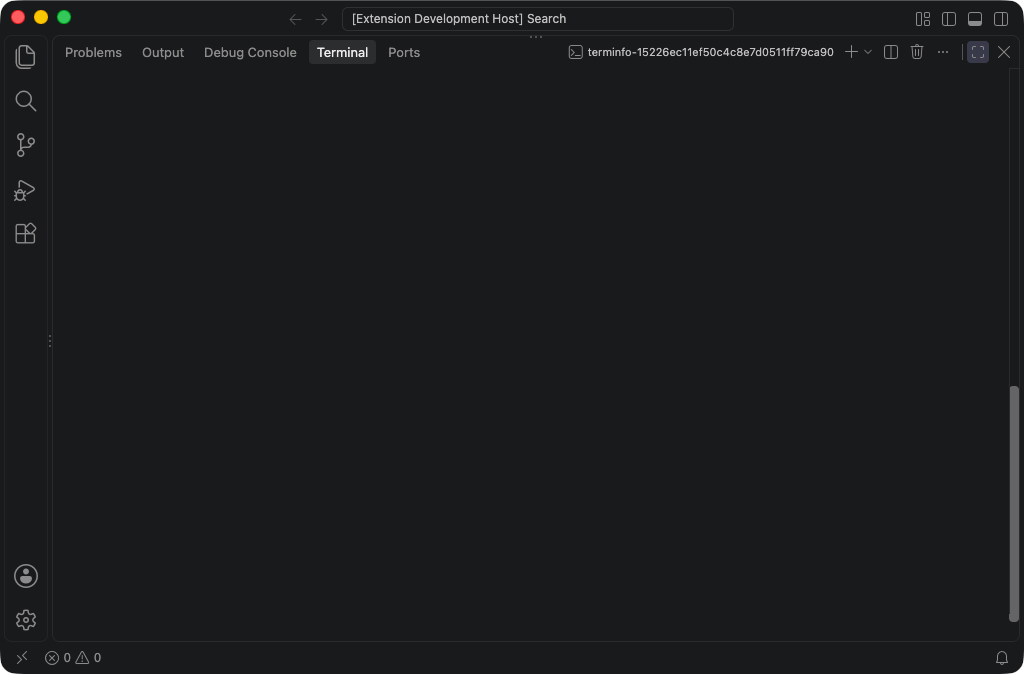 [Extension Development Host] Search
Problems Output Debug Console Terminal Ports terminfo-15226ec11ef50c4c8e7d0511ff79ca90
0 0